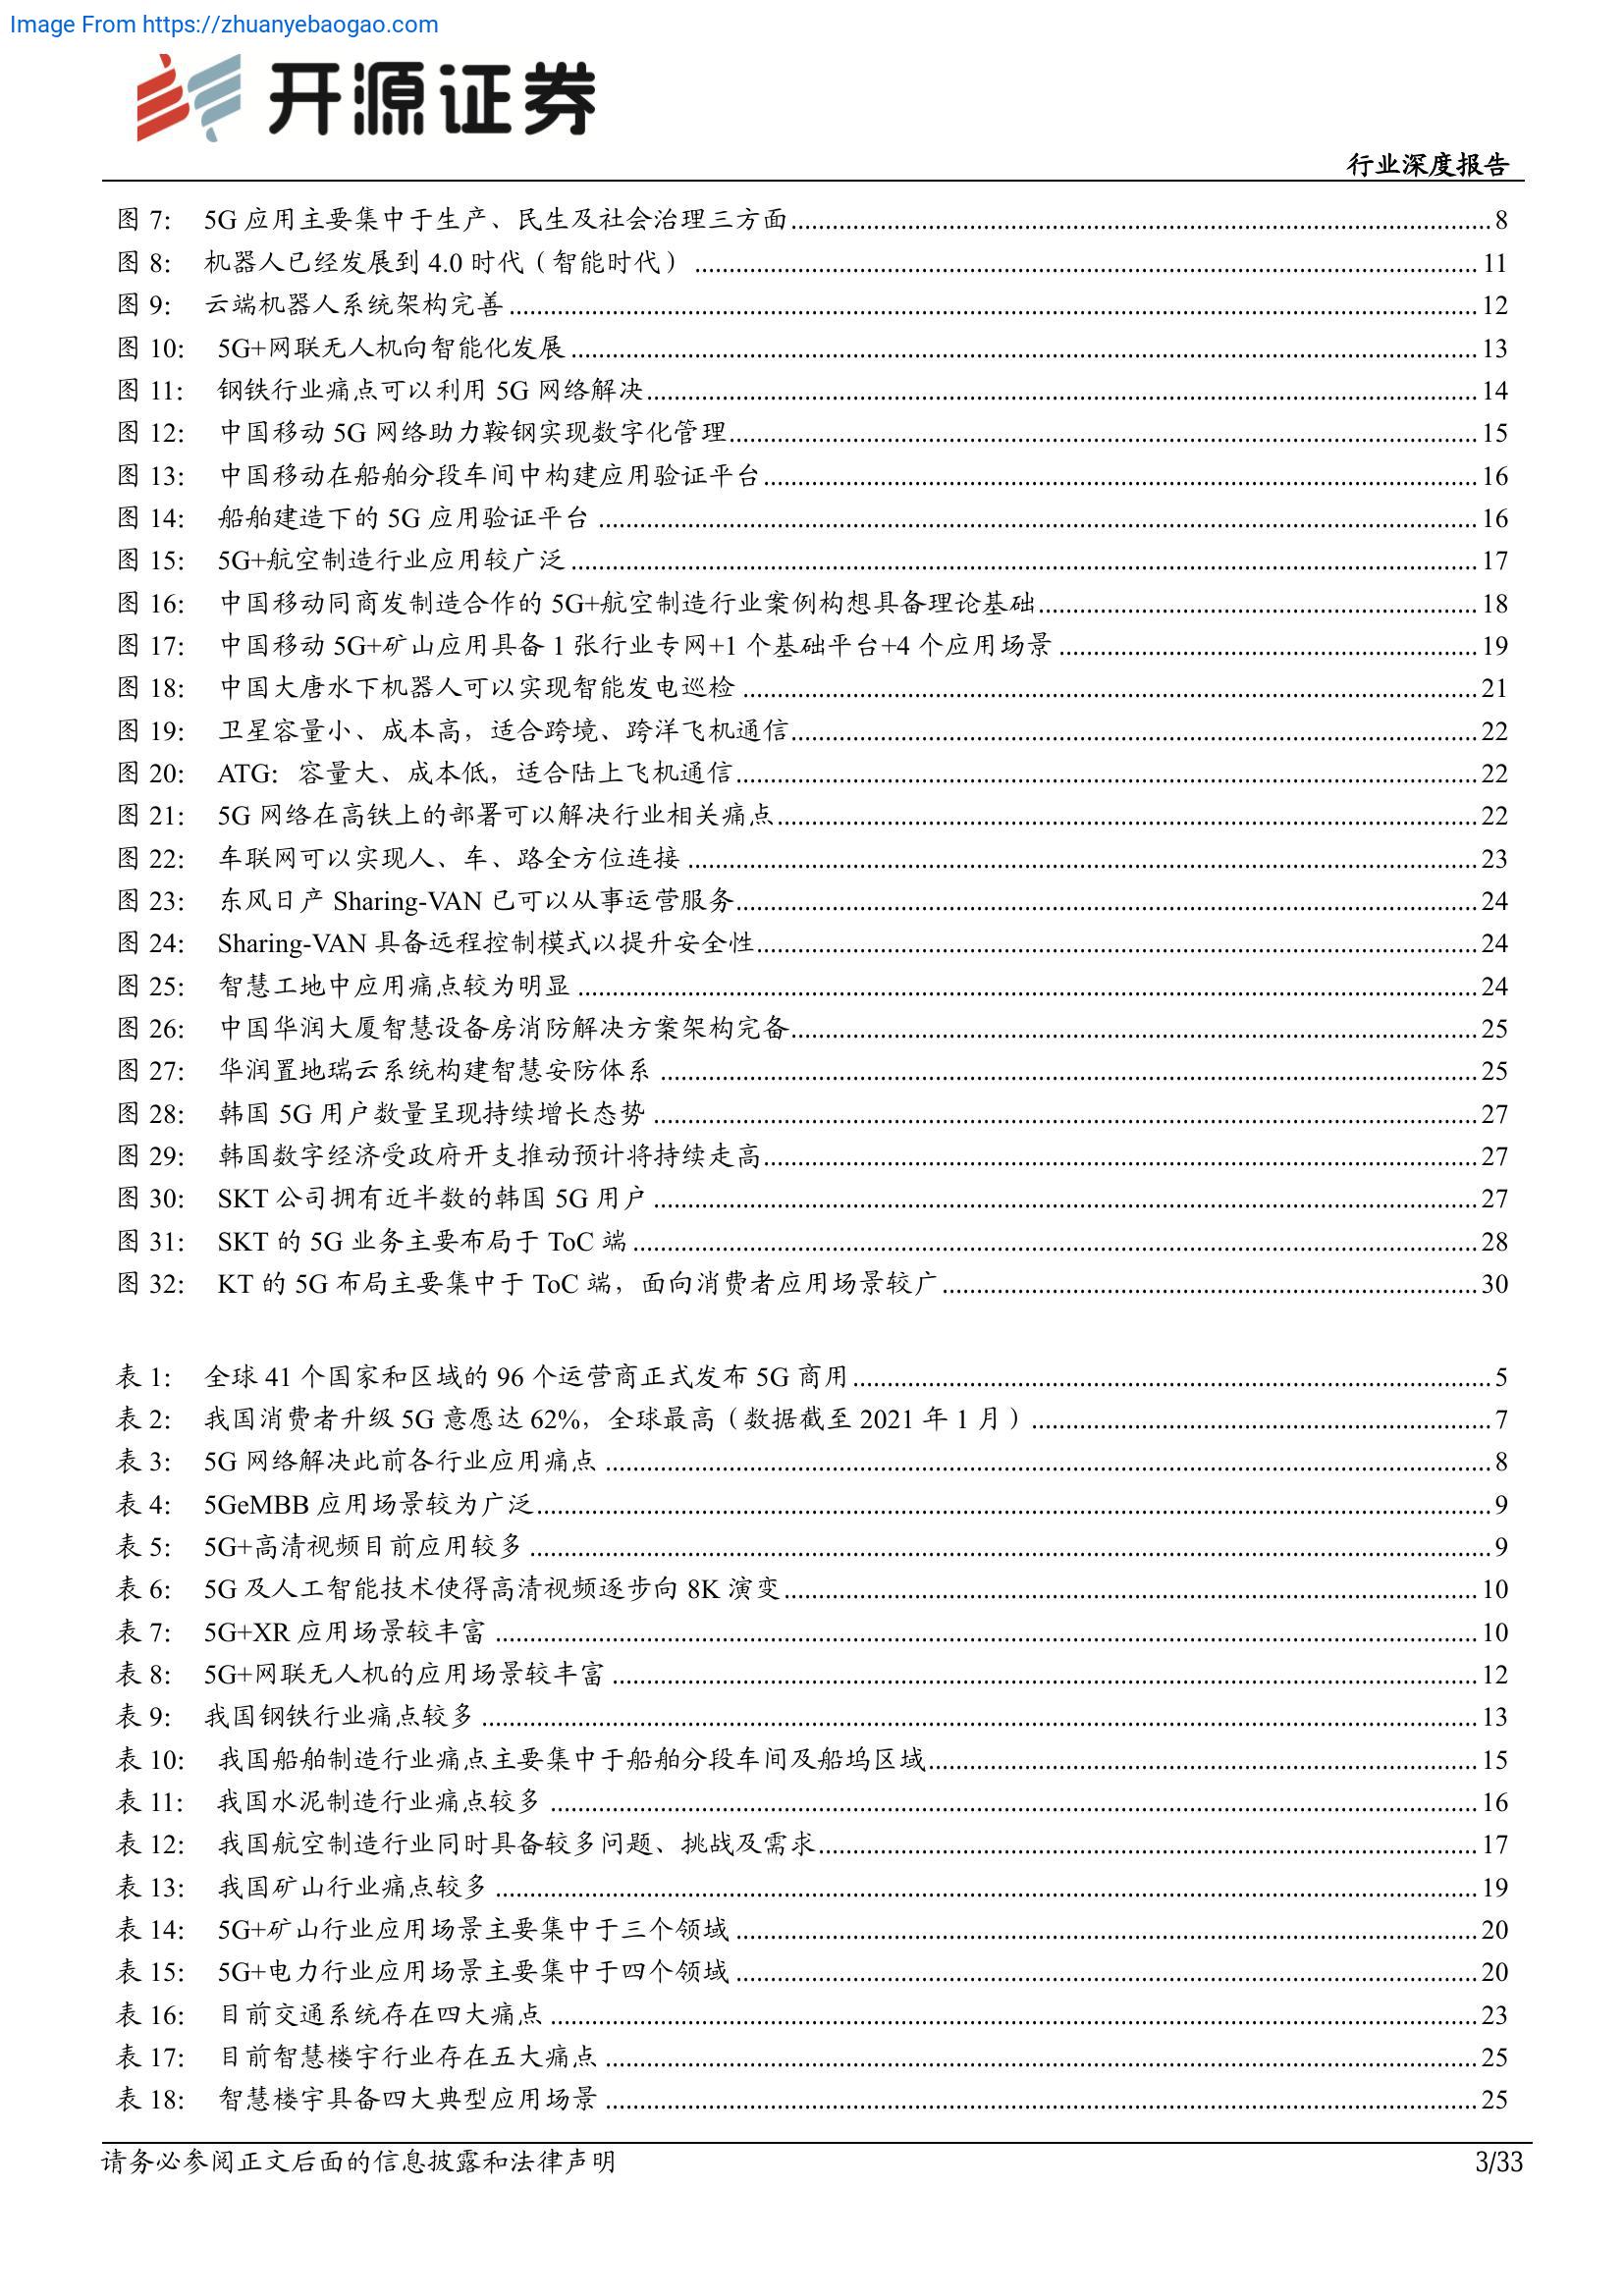 Image From https://zhuanyebaogao.com
开源证券
行业深度报告
图 7: 5G 应用主要集中于生产、民生及社会治理三方面 8
图 8: 机器人已经发展到 4.0 时代（智能时代） 11
图 9: 云端机器人系统架构完善 12
图 10: 5G+网联无人机向智能化发展 13
图 11: 钢铁行业痛点可以利用 5G 网络解决 14
图 12: 中国移动 5G 网络助力鞍钢实现数字化管理 15
图 13: 中国移动在船舶分段车间中构建应用验证平台 16
图 14: 船舶建造下的 5G 应用验证平台 16
图 15: 5G+航空制造行业应用较广泛 17
图 16: 中国移动同商发制造合作的 5G+航空制造行业案例构想具备理论基础 18
图 17: 中国移动 5G+矿山应用具备 1 张行业专网+1 个基础平台+4 个应用场景 19
图 18: 中国大唐水下机器人可以实现智能发电巡检 21
图 19: 卫星容量小、成本高，适合跨境、跨洋飞机通信 22
图 20: ATG：容量大、成本低，适合陆上飞机通信 22
图 21: 5G 网络在高铁上的部署可以解决行业相关痛点 22
图 22: 车联网可以实现人、车、路全方位连接 23
图 23: 东风日产 Sharing-VAN 已可以从事运营服务 24
图 24: Sharing-VAN 具备远程控制模式以提升安全性 24
图 25: 智慧工地中应用痛点较为明显 24
图 26: 中国华润大厦智慧设备房消防解决方案架构完备 25
图 27: 华润置地瑞云系统构建智慧安防体系 25
图 28: 韩国 5G 用户数量呈现持续增长态势 27
图 29: 韩国数字经济受政府开支推动预计将持续走高 27
图 30: SKT 公司拥有近半数的韩国 5G 用户 27
图 31: SKT 的 5G 业务主要布局于 ToC 端 28
图 32: KT 的 5G 布局主要集中于 ToC 端，面向消费者应用场景较广 30
表 1: 全球 41 个国家和区域的 96 个运营商正式发布 5G 商用 5
表 2: 我国消费者升级 5G 意愿达 62%，全球最高（数据截至 2021 年 1 月） 7
表 3: 5G 网络解决此前各行业应用痛点 8
表 4: 5GeMBB 应用场景较为广泛 9
表 5: 5G+高清视频目前应用较多 9
表 6: 5G 及人工智能技术使得高清视频逐步向 8K 演变 10
表 7: 5G+XR 应用场景较丰富 10
表 8: 5G+网联无人机的应用场景较丰富 12
表 9: 我国钢铁行业痛点较多 13
表 10: 我国船舶制造行业痛点主要集中于船舶分段车间及船坞区域 15
表 11: 我国水泥制造行业痛点较多 16
表 12: 我国航空制造行业同时具备较多问题、挑战及需求 17
表 13: 我国矿山行业痛点较多 19
表 14: 5G+矿山行业应用场景主要集中于三个领域 20
表 15: 5G+电力行业应用场景主要集中于四个领域 20
表 16: 目前交通系统存在四大痛点 23
表 17: 目前智慧楼宇行业存在五大痛点 25
表 18: 智慧楼宇具备四大典型应用场景 25
请务必参阅正文后面的信息披露和法律声明 3/33